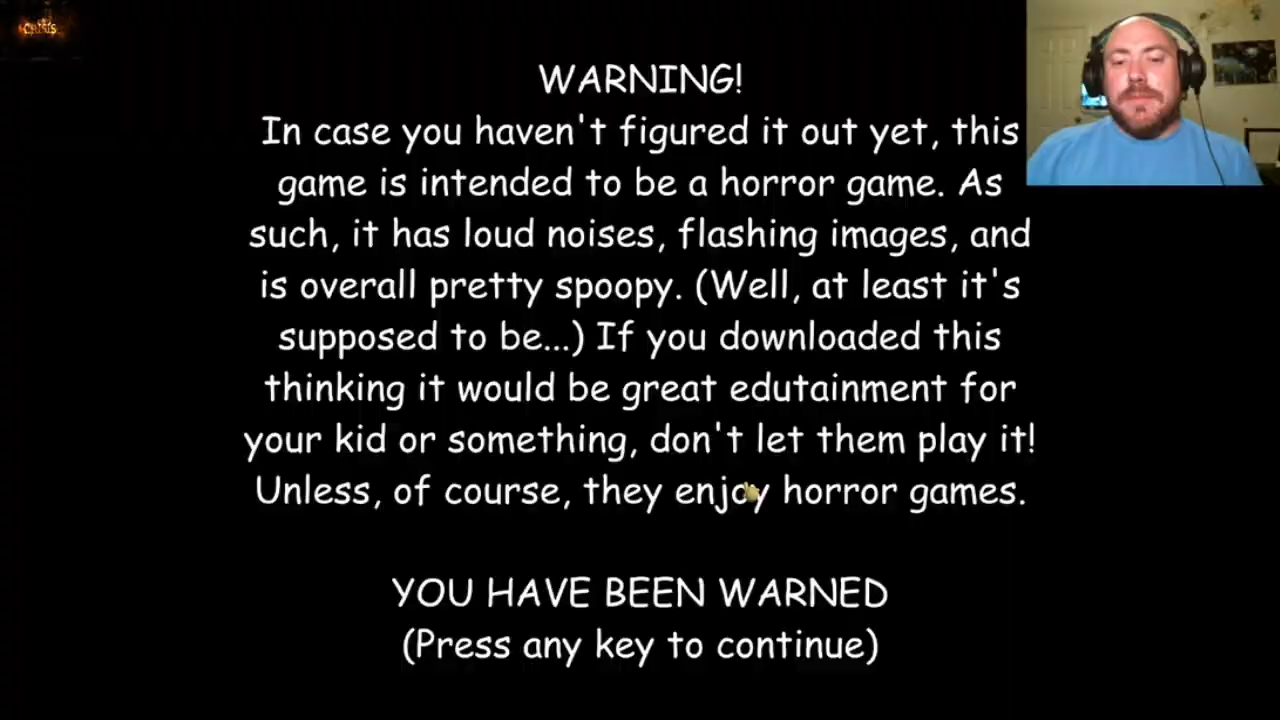 CRISIS
WARNING!
In case you haven't figured it out yet, this
game is intended to be a horror game. As
such, it has loud noises, flashing images, and
is overall pretty spoopy. (Well, at least it's
supposed to be...) If you downloaded this
thinking it would be great edutainment for
your kid or something, don't let them play it!
Unless, of course, they enjoy horror games.
YOU HAVE BEEN WARNED
(Press any key to continue)